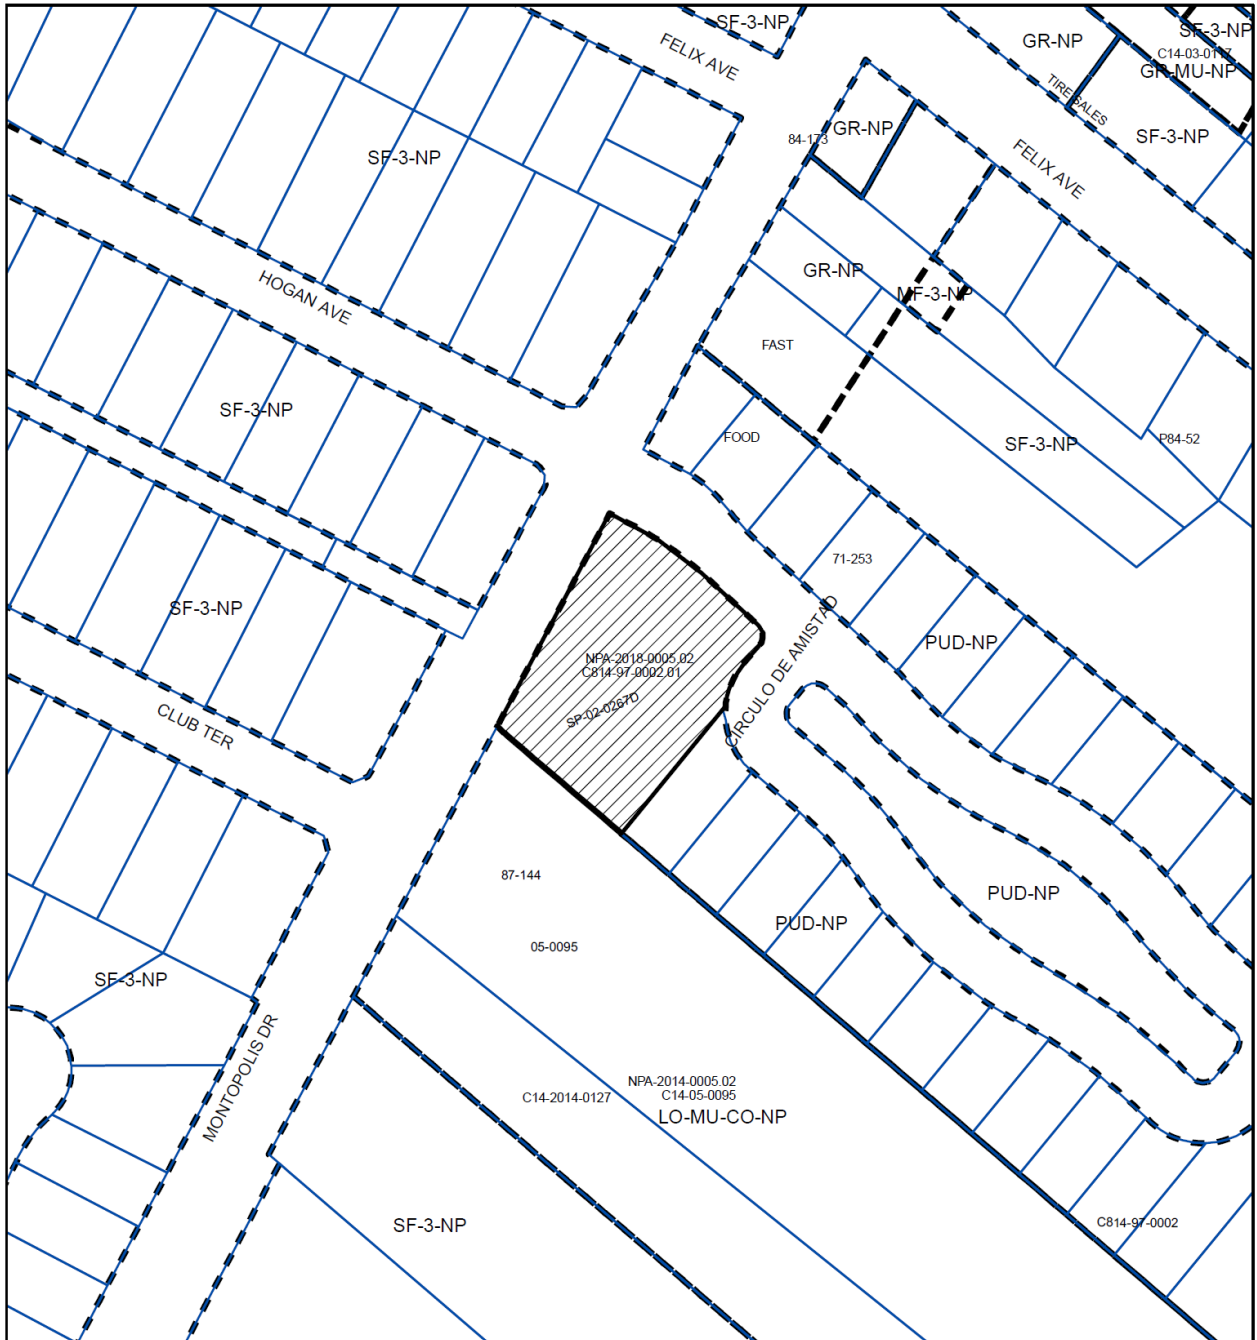 SF-3-NP
FELIX AVE
GR-NP
SF-3-NP
C14-03-0117
GR-MU-NP
TIRE SALES
SF-3-NP
84-173
GR-NP
FELIX AVE
SF-3-NP
HOGAN AVE
GR-NP
MF-3-NP
FAST
SF-3-NP
FOOD
SF-3-NP
P84-52
71-253
SF-3-NP
PUD-NP
NPA-2018-0005.02
C814-97-0002.01
SP-02-0267D
CIRCULO DE AMISTAD
CLUB TER
87-144
PUD-NP
PUD-NP
05-0095
SF-3-NP
MONTOPOLIS DR
NPA-2014-0005.02
C14-2014-0127
C14-05-0095
LO-MU-CO-NP
SF-3-NP
C814-97-0002